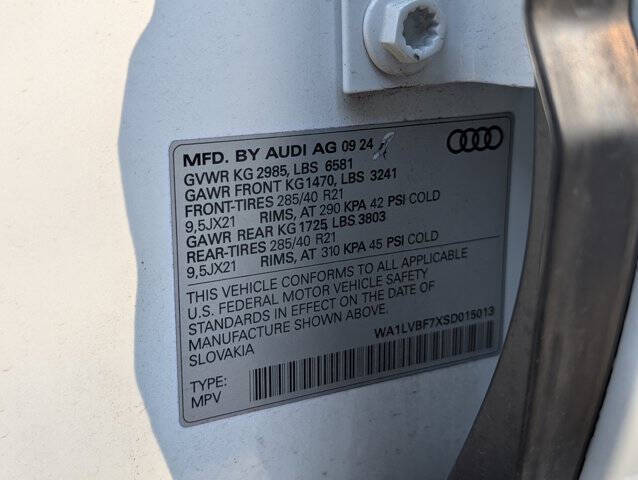 MFD. BY AUDI AG 09 24
GVWR KG 2985, LBS 6581
GAWR FRONT KG1470, LBS 3241
FRONT-TIRES 285/40 R21
9,5JX21 RIMS, AT 290 KPA 42 PSI COLD
GAWR REAR KG 1725, LBS 3803
REAR-TIRES 285/40 R21
9,5JX21 RIMS, AT 310 KPA 45 PSI COLD
THIS VEHICLE CONFORMS TO ALL APPLICABLE
U.S. FEDERAL MOTOR VEHICLE SAFETY
STANDARDS IN EFFECT ON THE DATE OF
MANUFACTURE SHOWN ABOVE.
SLOVAKIA WA1LVBF7XSD015013
TYPE:
MPV